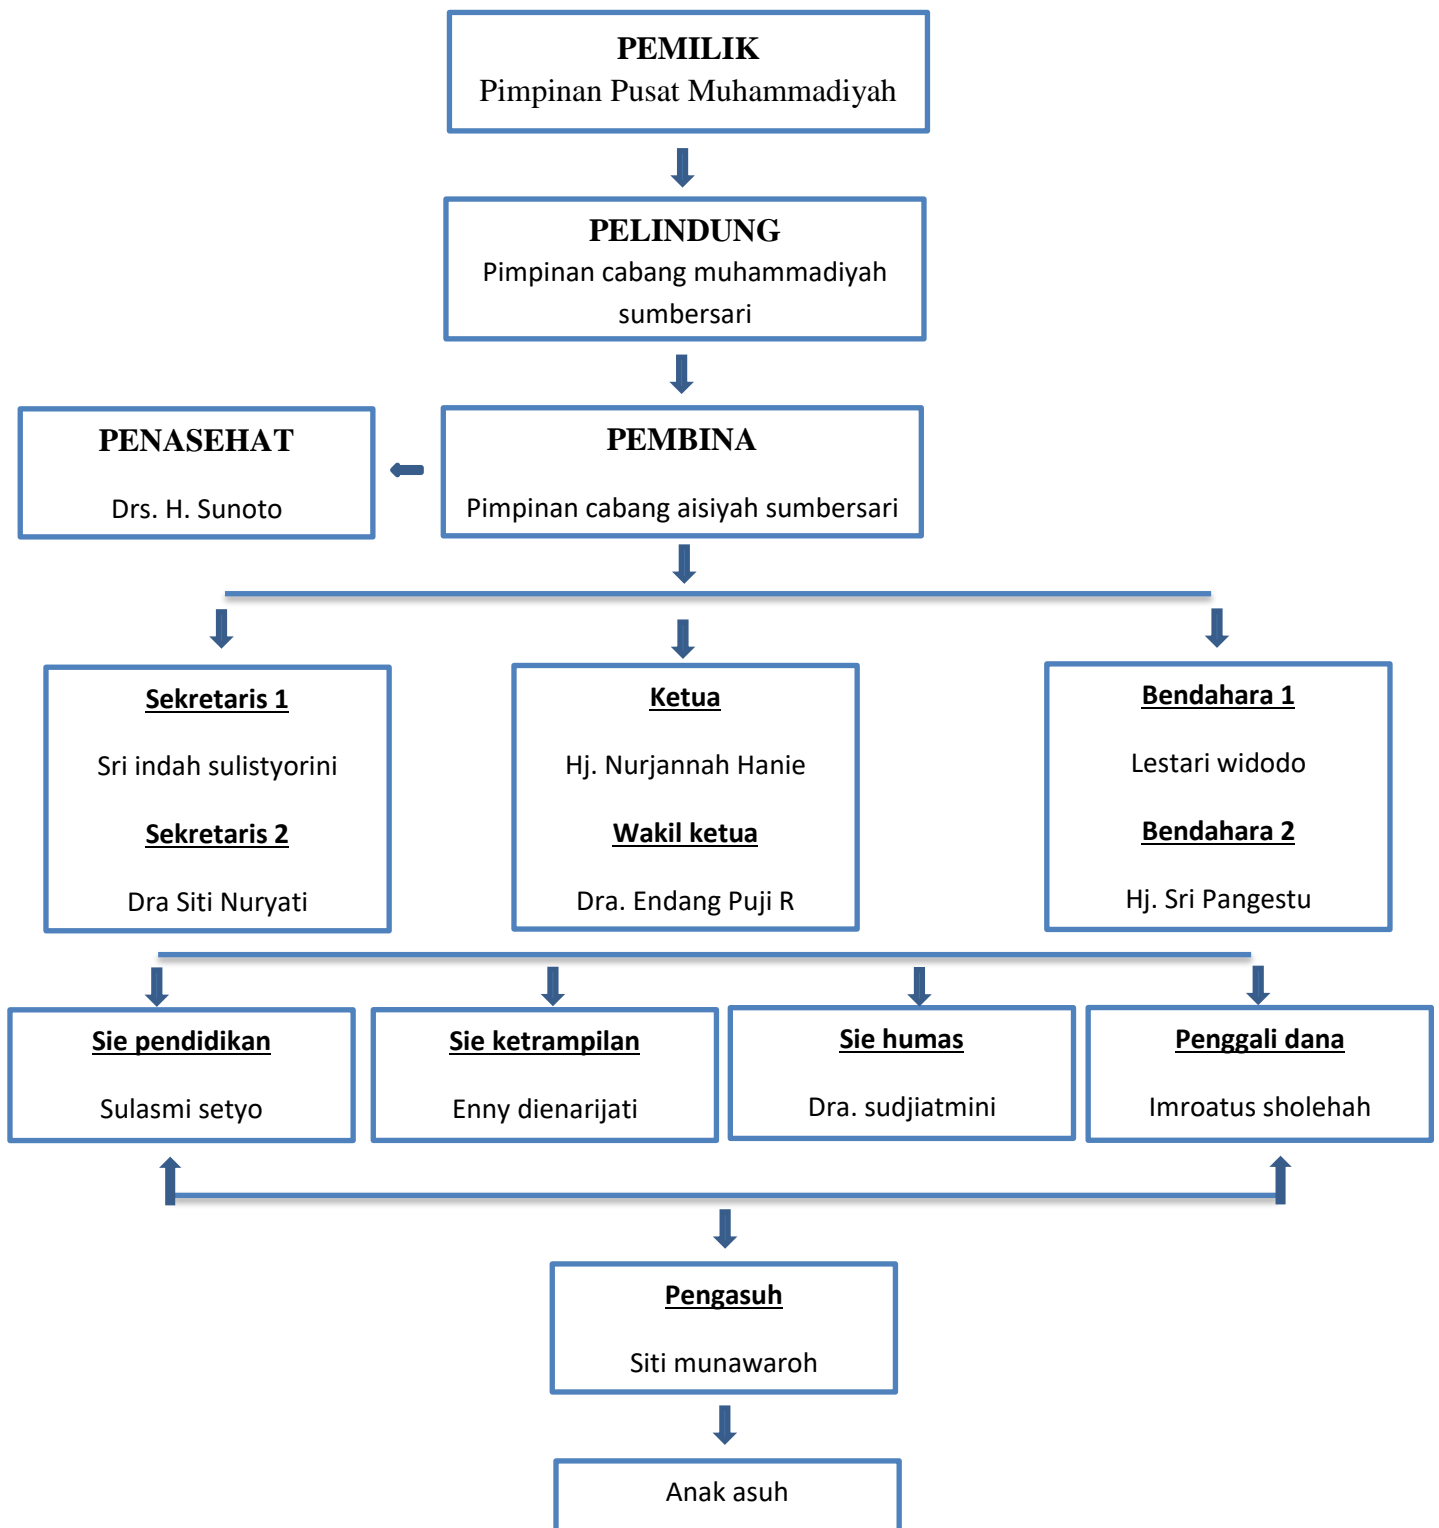 PEMILIK
Pimpinan Pusat Muhammadiyah
PELINDUNG
Pimpinan cabang muhammadiyah
sumbersari
PENASEHAT
Drs. H. Sunoto
PEMBINA
Pimpinan cabang aisiyah sumbersari
Sekretaris 1
Sri indah sulistyorini
Sekretaris 2
Dra Siti Nuryati
Ketua
Hj. Nurjannah Hanie
Wakil ketua
Dra. Endang Puji R
Bendahara 1
Lestari widodo
Bendahara 2
Hj. Sri Pangestu
Sie pendidikan
Sulasmi setyo
Sie ketrampilan
Enny dienarijati
Sie humas
Dra. sudjiatmini
Penggali dana
Imroatus sholehah
Pengasuh
Siti munawaroh
Anak asuh